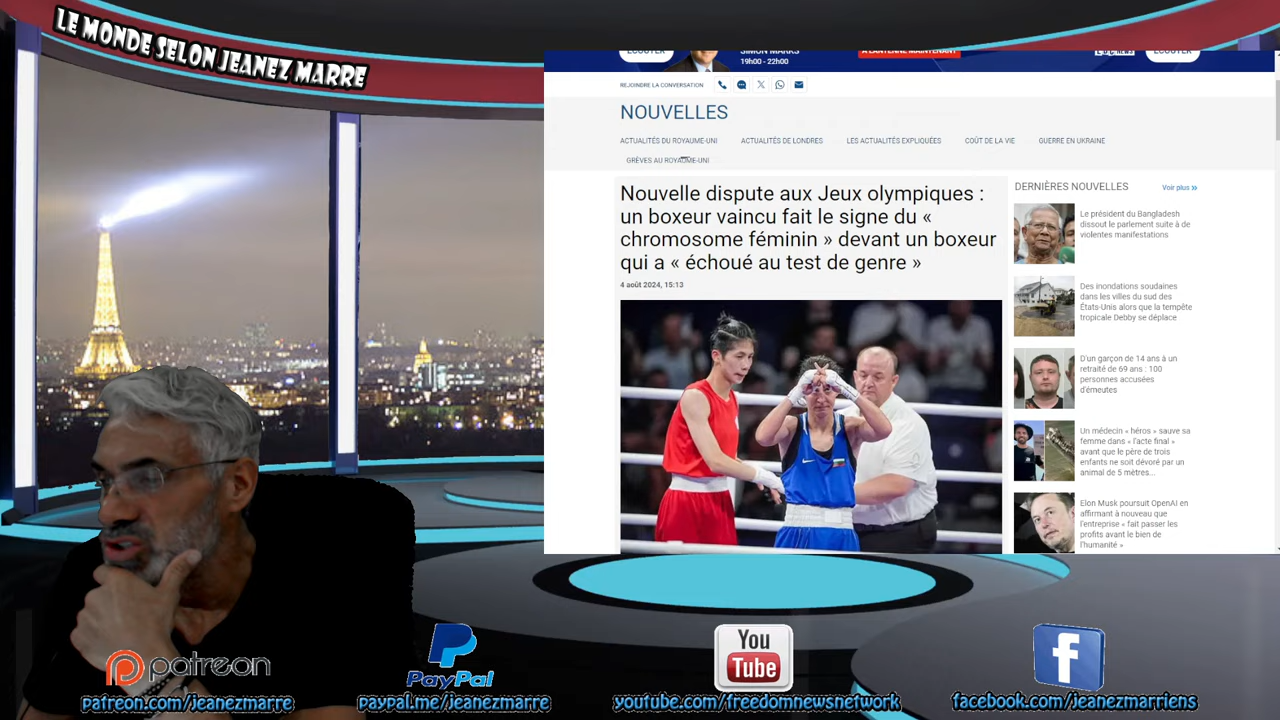 LE MONDE SELON JEANEZ MARRE
ÉCOUTER
SIMON MARKS
19h00 - 22h00
À L'ANTENNE MAINTENANT
ÉCOUTER
REJOINDRE LA CONVERSATION
NOUVELLES
ACTUALITÉS DU ROYAUME-UNI
ACTUALITÉS DE LONDRES
LES ACTUALITÉS EXPLIQUÉES
COÛT DE LA VIE
GUERRE EN UKRAINE
GRÈVES AU ROYAUME-UNI
Nouvelle dispute aux Jeux olympiques :
un boxeur vaincu fait le signe du «
chromosome féminin » devant un boxeur
qui a « échoué au test de genre »
4 août 2024, 15:13
DERNIÈRES NOUVELLES
Voir plus »
Le président du Bangladesh
dissout le parlement suite à de
violentes manifestations
Des inondations soudaines
dans les villes du sud des
États-Unis alors que la tempête
tropicale Debby se déplace
D'un garçon de 14 ans à un
retraité de 69 ans : 100
personnes accusées
d'émeutes
Un médecin « héros » sauve sa
femme dans « l'acte final »
avant que le père de trois
enfants ne soit dévoré par un
animal de 5 mètres...
Elon Musk poursuit OpenAI en
affirmant à nouveau que
l'entreprise « fait passer les
profits avant le bien de
l'humanité »
patreon
PayPal
You
Tube
f
patreon.com/jeanezmarre
paypal.me/jeanezmarre
youtube.com/freedomnewsnetwork
facebook.com/jeanezmarriens